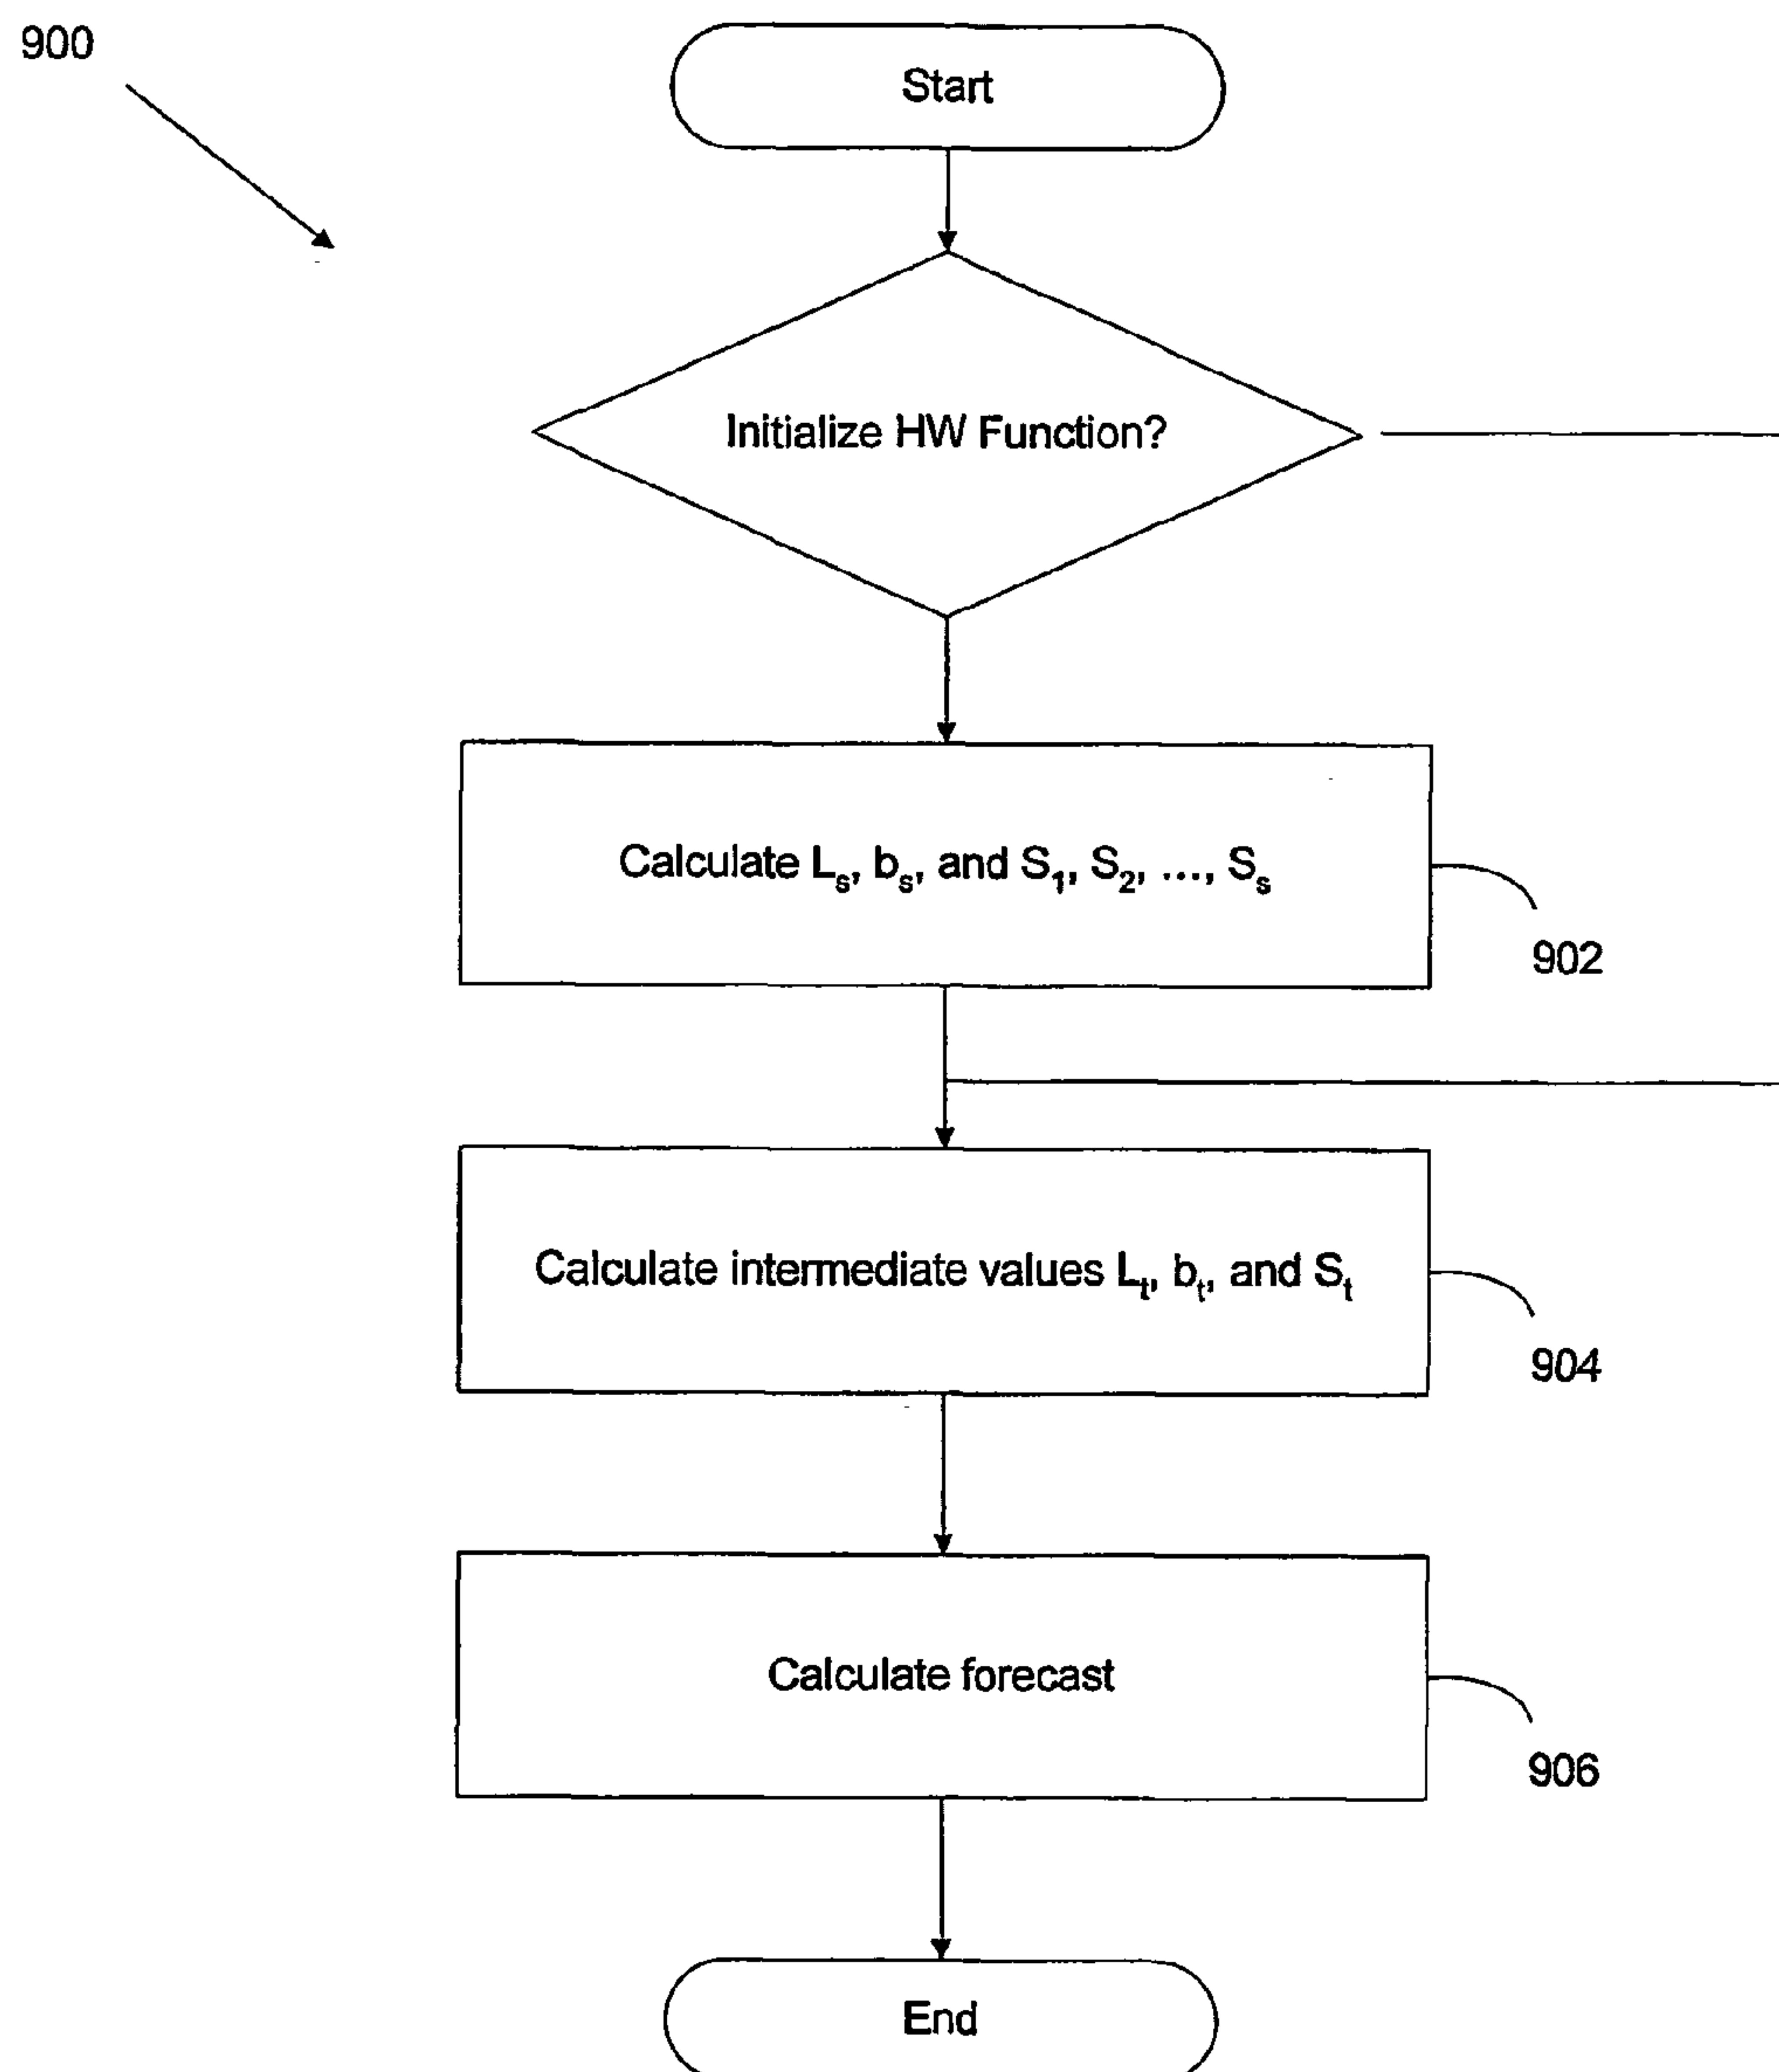 900
Start
Initialize HW Function?
Calculate Lₛ, bₛ, and S₁, S₂, ..., Sₛ
902
Calculate intermediate values Lₜ, bₜ, and Sₜ
904
Calculate forecast
906
End